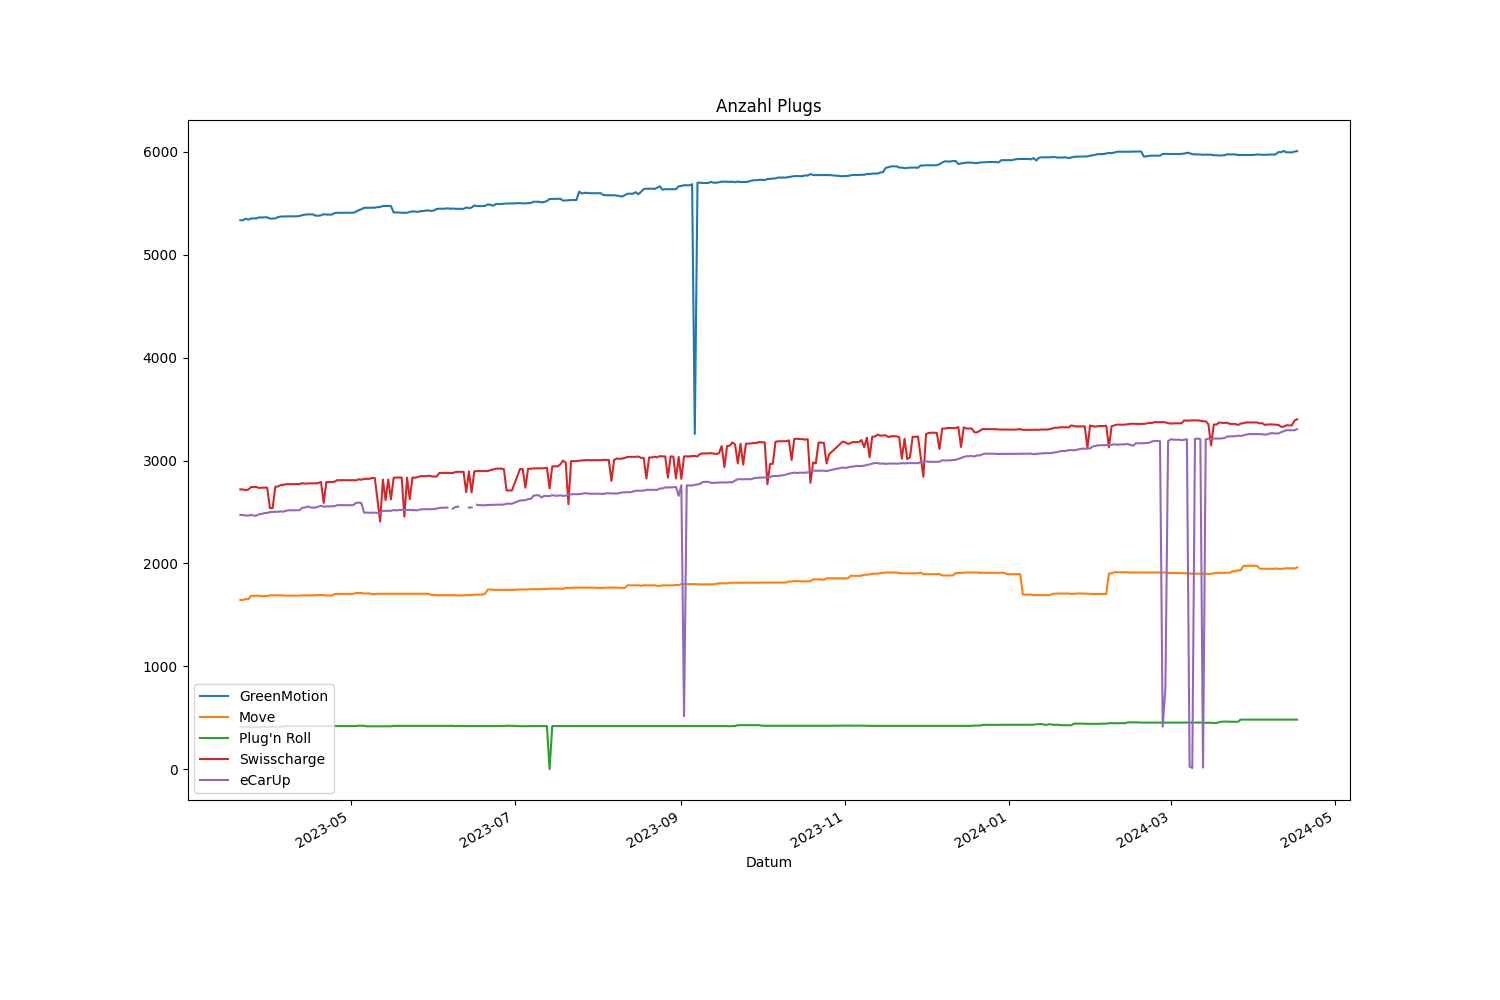 Anzahl Plugs
6000
5000
4000
3000
2000
1000
0
GreenMotion
Move
Plug'n Roll
Swisscharge
eCarUp
2023-05
2023-07
2023-09
2023-11
2024-01
2024-03
2024-05
Datum